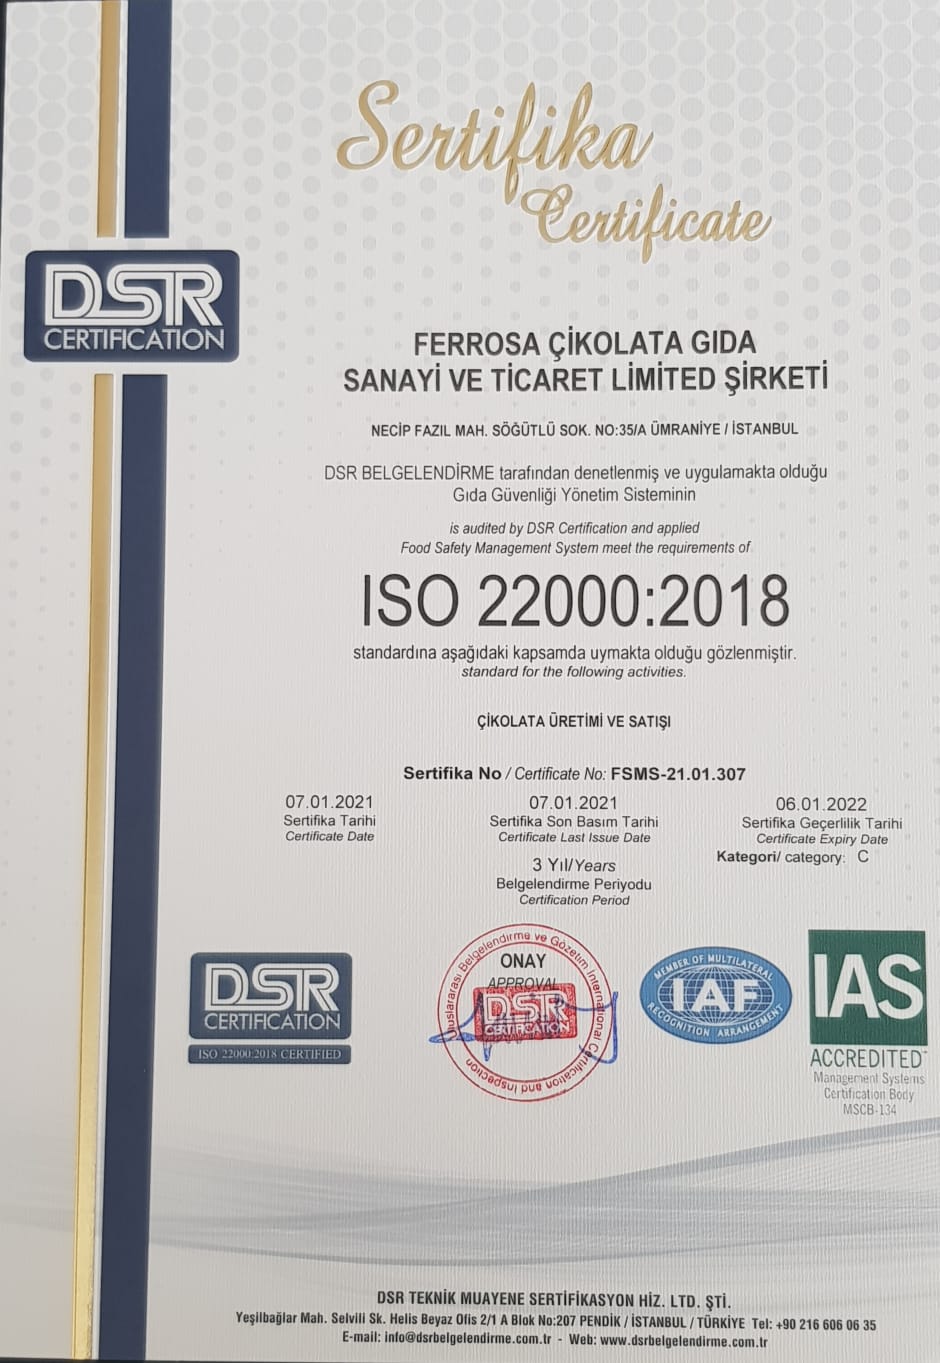 Sertifika
Certificate
DSR
CERTIFICATION
FERROSA ÇİKOLATA GIDA
SANAYİ VE TİCARET LİMİTED ŞİRKETİ
NECİP FAZIL MAH. SÖĞÜTLÜ SOK. NO:35/A ÜMRANİYE / İSTANBUL
DSR BELGELENDİRME tarafından denetlenmiş ve uygulamakta olduğu
Gıda Güvenliği Yönetim Sisteminin
is audited by DSR Certification and applied
Food Safety Management System meet the requirements of
ISO 22000:2018
standardına aşağıdaki kapsamda uymakta olduğu gözlenmiştir.
standard for the following activities.
ÇİKOLATA ÜRETİMİ VE SATIŞI
Sertifika No / Certificate No: FSMS-21.01.307
07.01.2021
Sertifika Tarihi
Certificate Date
07.01.2021
Sertifika Son Basım Tarihi
Certificate Last Issue Date
06.01.2022
Sertifika Geçerlilik Tarihi
Certificate Expiry Date
Kategori/ category: C
3 Yıl/Years
Belgelendirme Periyodu
Certification Period
DSR
CERTIFICATION
ISO 22000:2018 CERTIFIED
Uluslararası Belgelendirme ve Gözetim International Certification and Inspection
ONAY
APPROVAL
DSR
CERTIFICATION
MEMBER OF MULTILATERAL
IAF
RECOGNITION ARRANGEMENT
IAS
ACCREDITED™
Management Systems
Certification Body
MSCB-134
DSR TEKNİK MUAYENE SERTİFİKASYON HİZ. LTD. ŞTİ.
Yeşilbağlar Mah. Selvili Sk. Helis Beyaz Ofis 2/1 A Blok No:207 PENDİK / İSTANBUL / TÜRKİYE Tel: +90 216 606 06 35
E-mail: info@dsrbelgelendirme.com.tr - Web: www.dsrbelgelendirme.com.tr